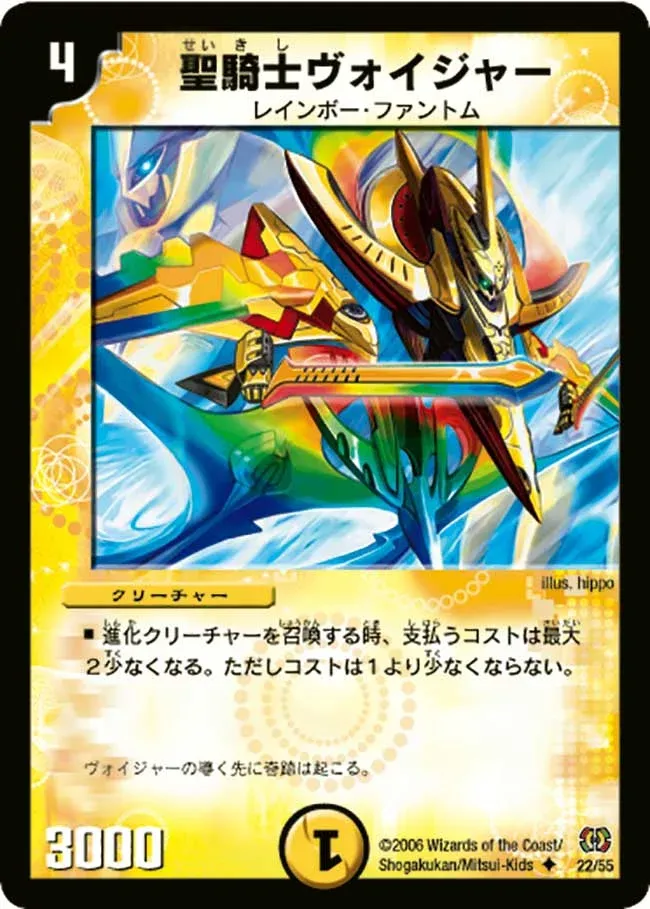 4
せいきし
聖騎士ヴォイジャー
レインボー・ファントム
illus. hippo
クリーチャー
■ 進化クリーチャーを召喚する時、支払うコストは最大
2少なくなる。ただしコストは1より少なくならない。
ヴォイジャーの導く先に奇跡は起こる。
3000
1
©2006 Wizards of the Coast/
Shogakukan/Mitsui-Kids ◆ 22/55